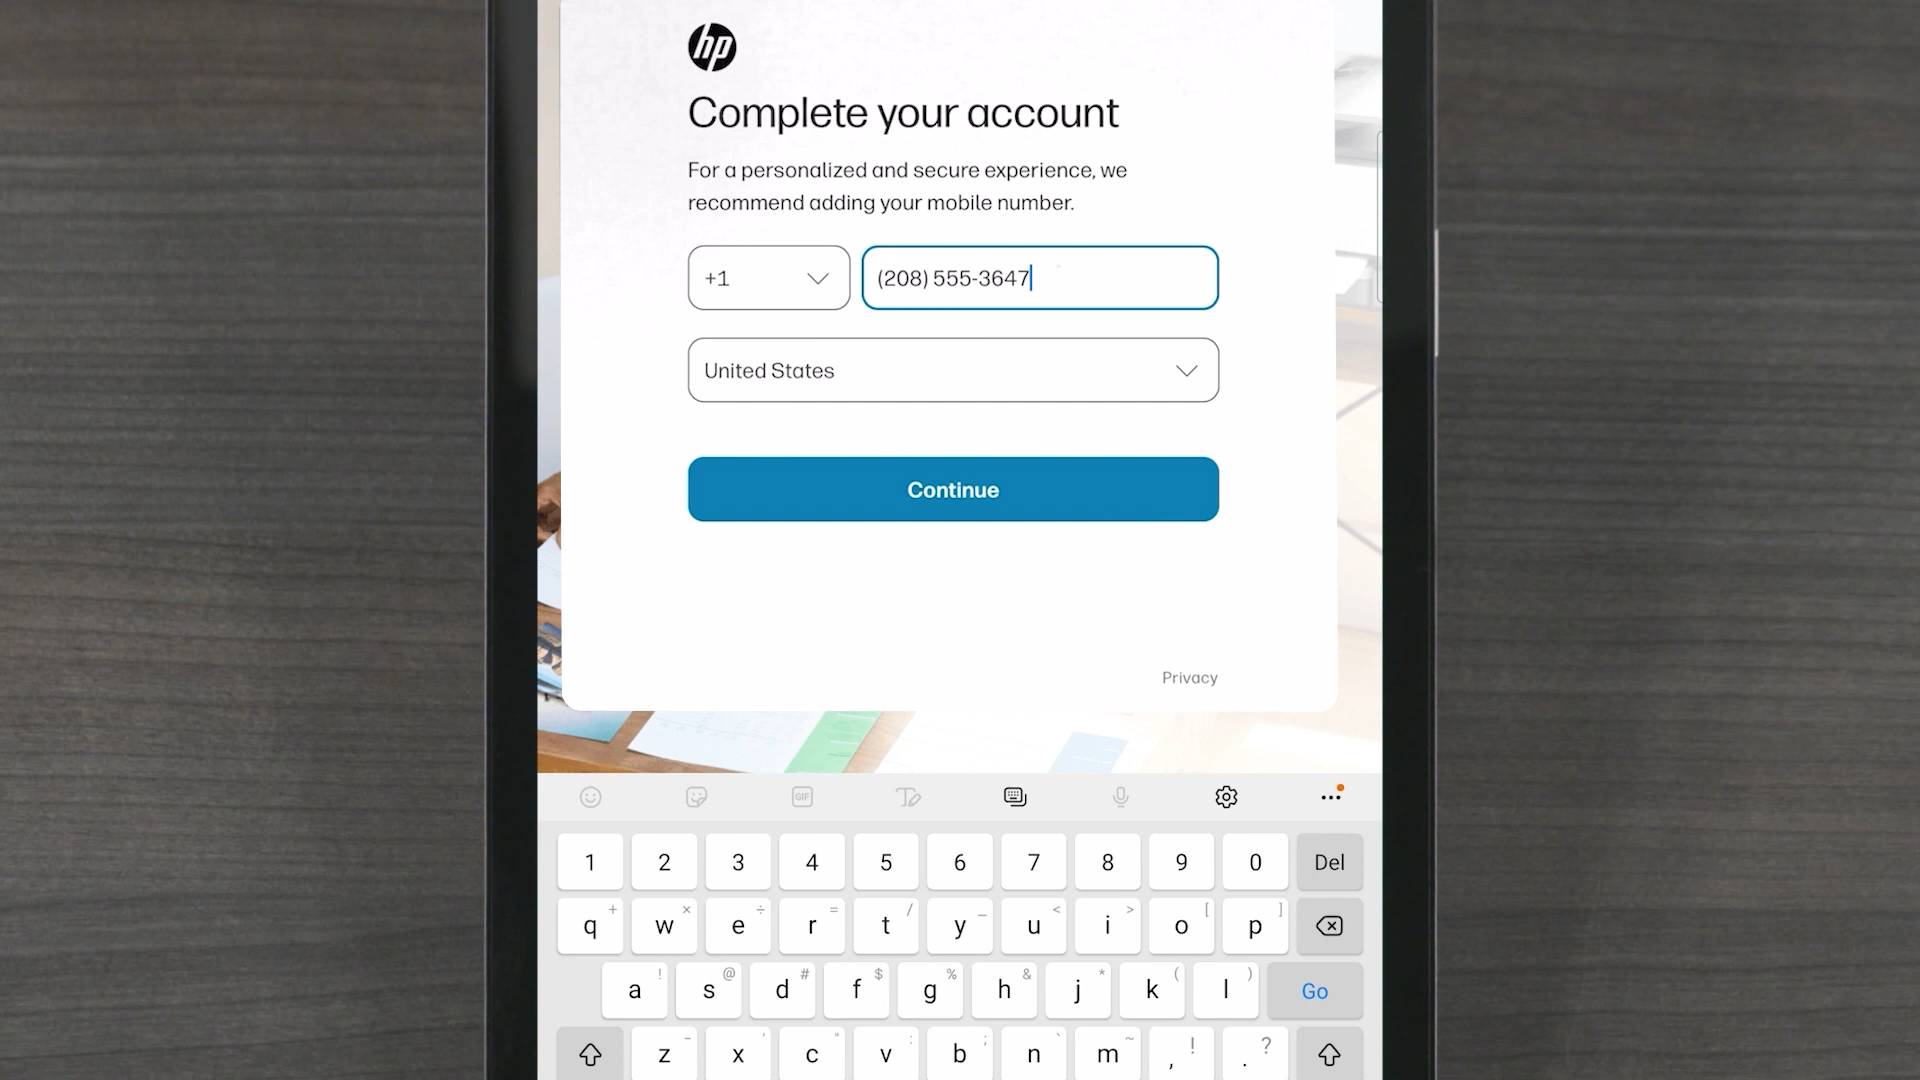 hp
Complete your account
For a personalized and secure experience, we
recommend adding your mobile number.
+1 (208) 555-3647
United States
Continue
Privacy
GIF
1 2 3 4 5 6 7 8 9 0 Del
q + w × e ÷ r = t / y _ u < i > o [ p ]
a ! s @ d # f $ g % h & j * k ( l ) Go
z - x ' c " v : b ; n ` m ~ , ! . ?